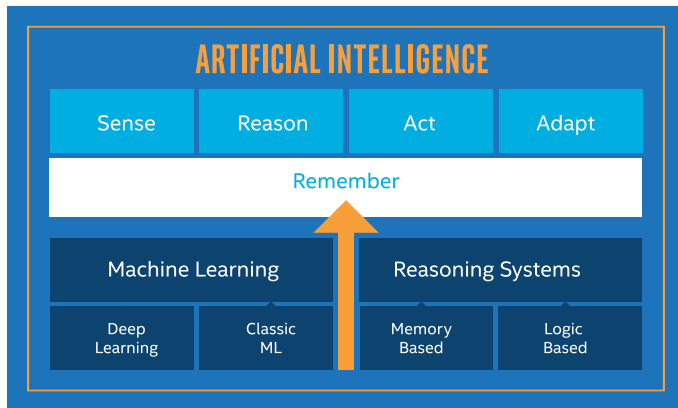 ARTIFICIAL INTELLIGENCE
Sense
Reason
Act
Adapt
Remember
Machine Learning
Reasoning Systems
Deep
Learning
Classic
ML
Memory
Based
Logic
Based